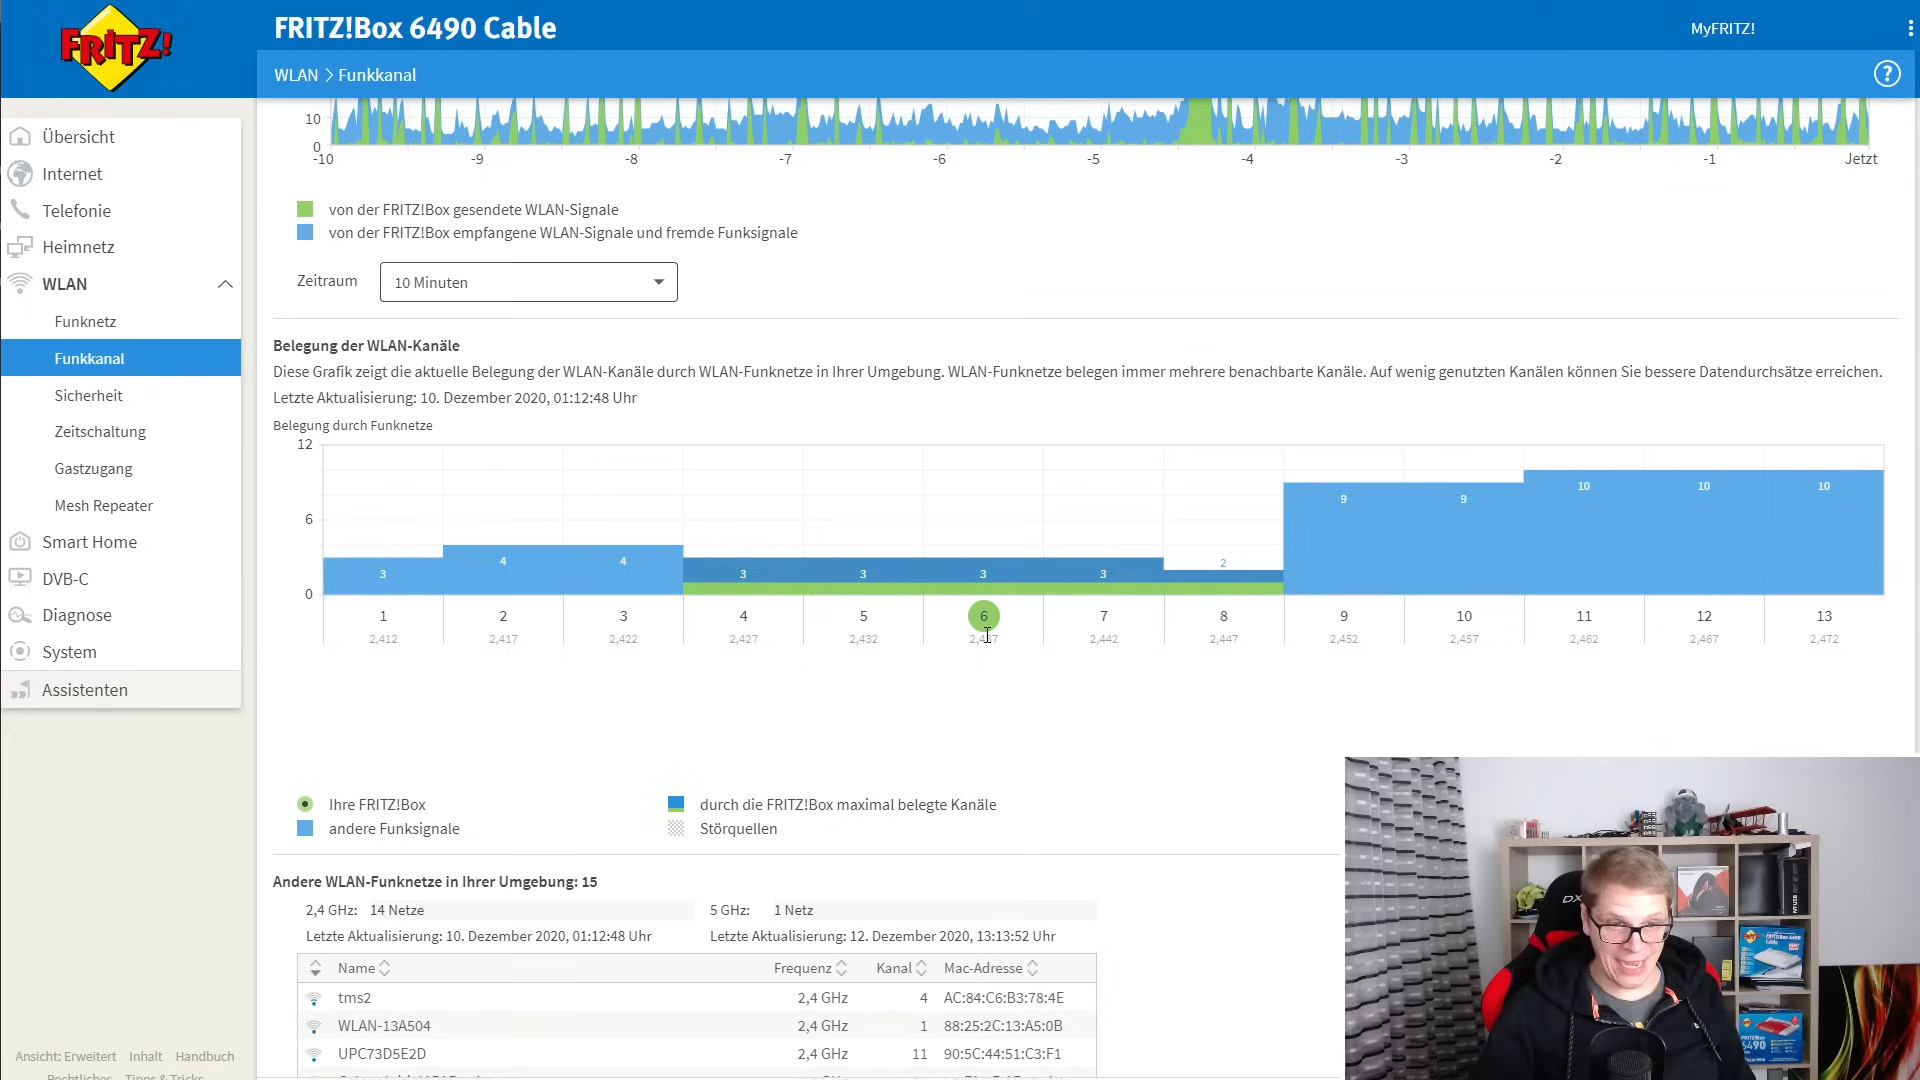 FRITZ!
FRITZ!Box 6490 Cable
MyFRITZ!
WLAN > Funkkanal
?
Übersicht
Internet
Telefonie
Heimnetz
WLAN
Funknetz
Funkkanal
Sicherheit
Zeitschaltung
Gastzugang
Mesh Repeater
Smart Home
DVB-C
Diagnose
System
Assistenten
Ansicht: Erweitert Inhalt Handbuch
Rechtliches Tipps & Tricks
10
0
-10 -9 -8 -7 -6 -5 -4 -3 -2 -1 Jetzt
von der FRITZ!Box gesendete WLAN-Signale
von der FRITZ!Box empfangene WLAN-Signale und fremde Funksignale
Zeitraum 10 Minuten
Belegung der WLAN-Kanäle
Diese Grafik zeigt die aktuelle Belegung der WLAN-Kanäle durch WLAN-Funknetze in Ihrer Umgebung. WLAN-Funknetze belegen immer mehrere benachbarte Kanäle. Auf wenig genutzten Kanälen können Sie bessere Datendurchsätze erreichen.
Letzte Aktualisierung: 10. Dezember 2020, 01:12:48 Uhr
Belegung durch Funknetze
12
6
0
3 4 4 3 3 3 3 2 9 9 10 10 10
1 2 3 4 5 6 7 8 9 10 11 12 13
2,412 2,417 2,422 2,427 2,432 2,437 2,442 2,447 2,452 2,457 2,462 2,467 2,472
Ihre FRITZ!Box
andere Funksignale
durch die FRITZ!Box maximal belegte Kanäle
Störquellen
Andere WLAN-Funknetze in Ihrer Umgebung: 15
2,4 GHz: 14 Netze 5 GHz: 1 Netz
Letzte Aktualisierung: 10. Dezember 2020, 01:12:48 Uhr Letzte Aktualisierung: 12. Dezember 2020, 13:13:52 Uhr
Name Frequenz Kanal Mac-Adresse
tms2 2,4 GHz 4 AC:84:C6:B3:78:4E
WLAN-13A504 2,4 GHz 1 88:25:2C:13:A5:0B
UPC73D5E2D 2,4 GHz 11 90:5C:44:51:C3:F1
DX
FRITZ!Box 6490
Cable